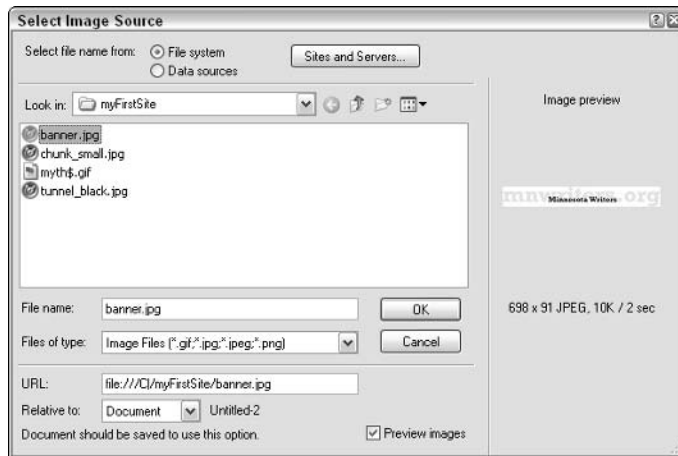 Select Image Source
Select file name from: File system
Data sources
Sites and Servers...
Look in: myFirstSite
Image preview
banner.jpg
chunk_small.jpg
myth$.gif
tunnel_black.jpg
mnwriters.org
Minnesota Writers
File name: banner.jpg
OK
698 x 91 JPEG, 10K / 2 sec
Files of type: Image Files (*.gif;*.jpg;*.jpeg;*.png)
Cancel
URL: file:///C|/myFirstSite/banner.jpg
Relative to: Document Untitled-2
Document should be saved to use this option.
Preview images